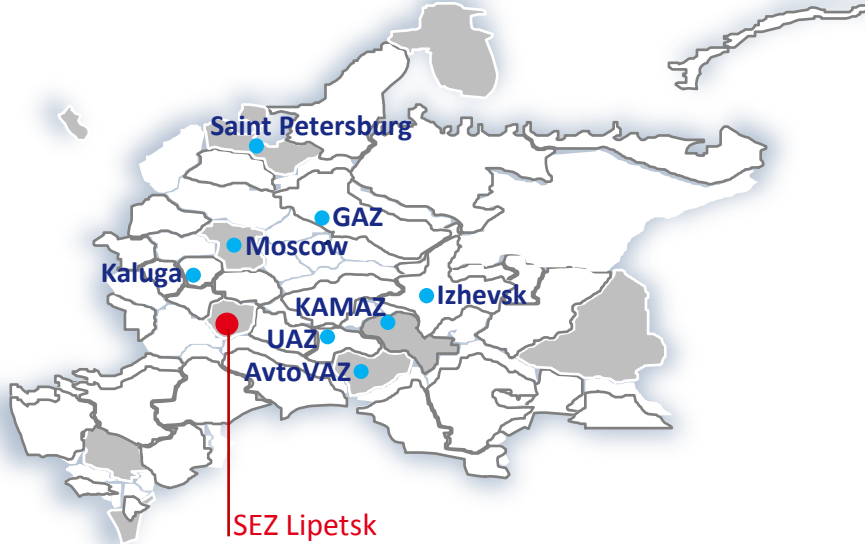 Saint Petersburg
GAZ
Moscow
Kaluga
Izhevsk
KAMAZ
UAZ
AvtoVAZ
SEZ Lipetsk